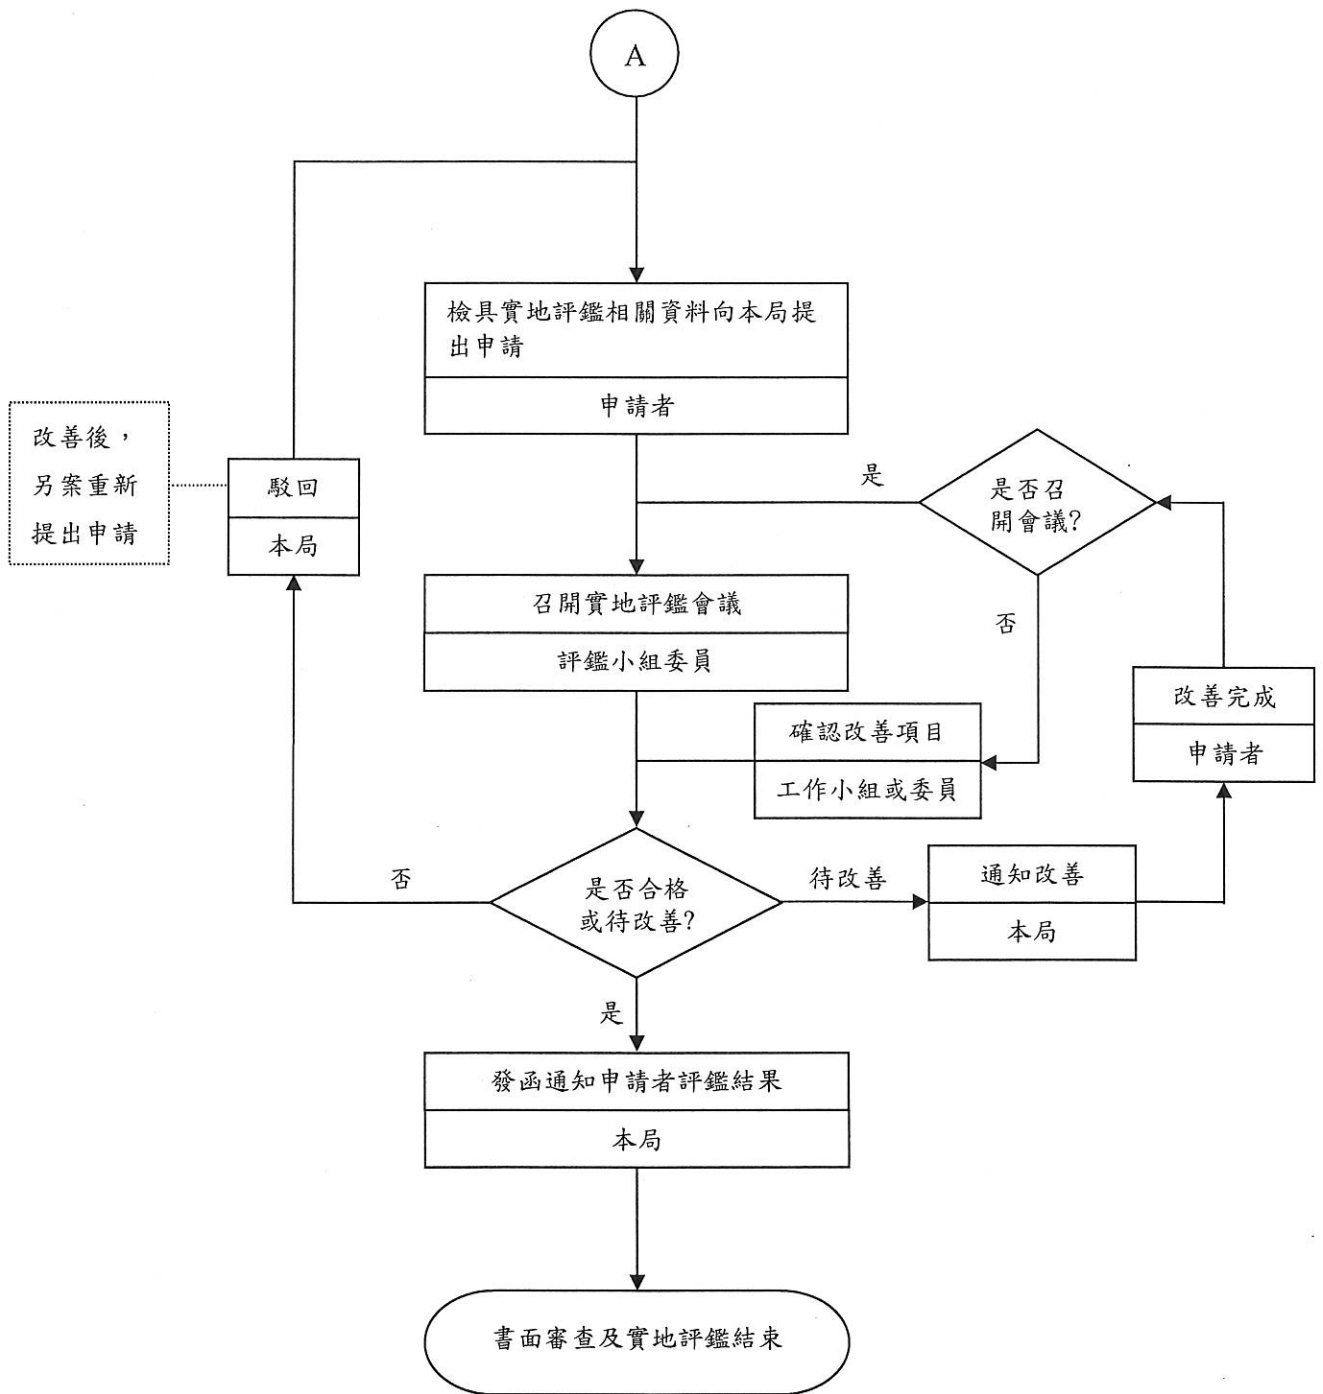 A
檢具實地評鑑相關資料向本局提
出申請
申請者
改善後，
另案重新
提出申請
駁回
本局
是
是否召
開會議?
否
召開實地評鑑會議
評鑑小組委員
確認改善項目
工作小組或委員
改善完成
申請者
否
是否合格
或待改善?
待改善
通知改善
本局
是
發函通知申請者評鑑結果
本局
書面審查及實地評鑑結束